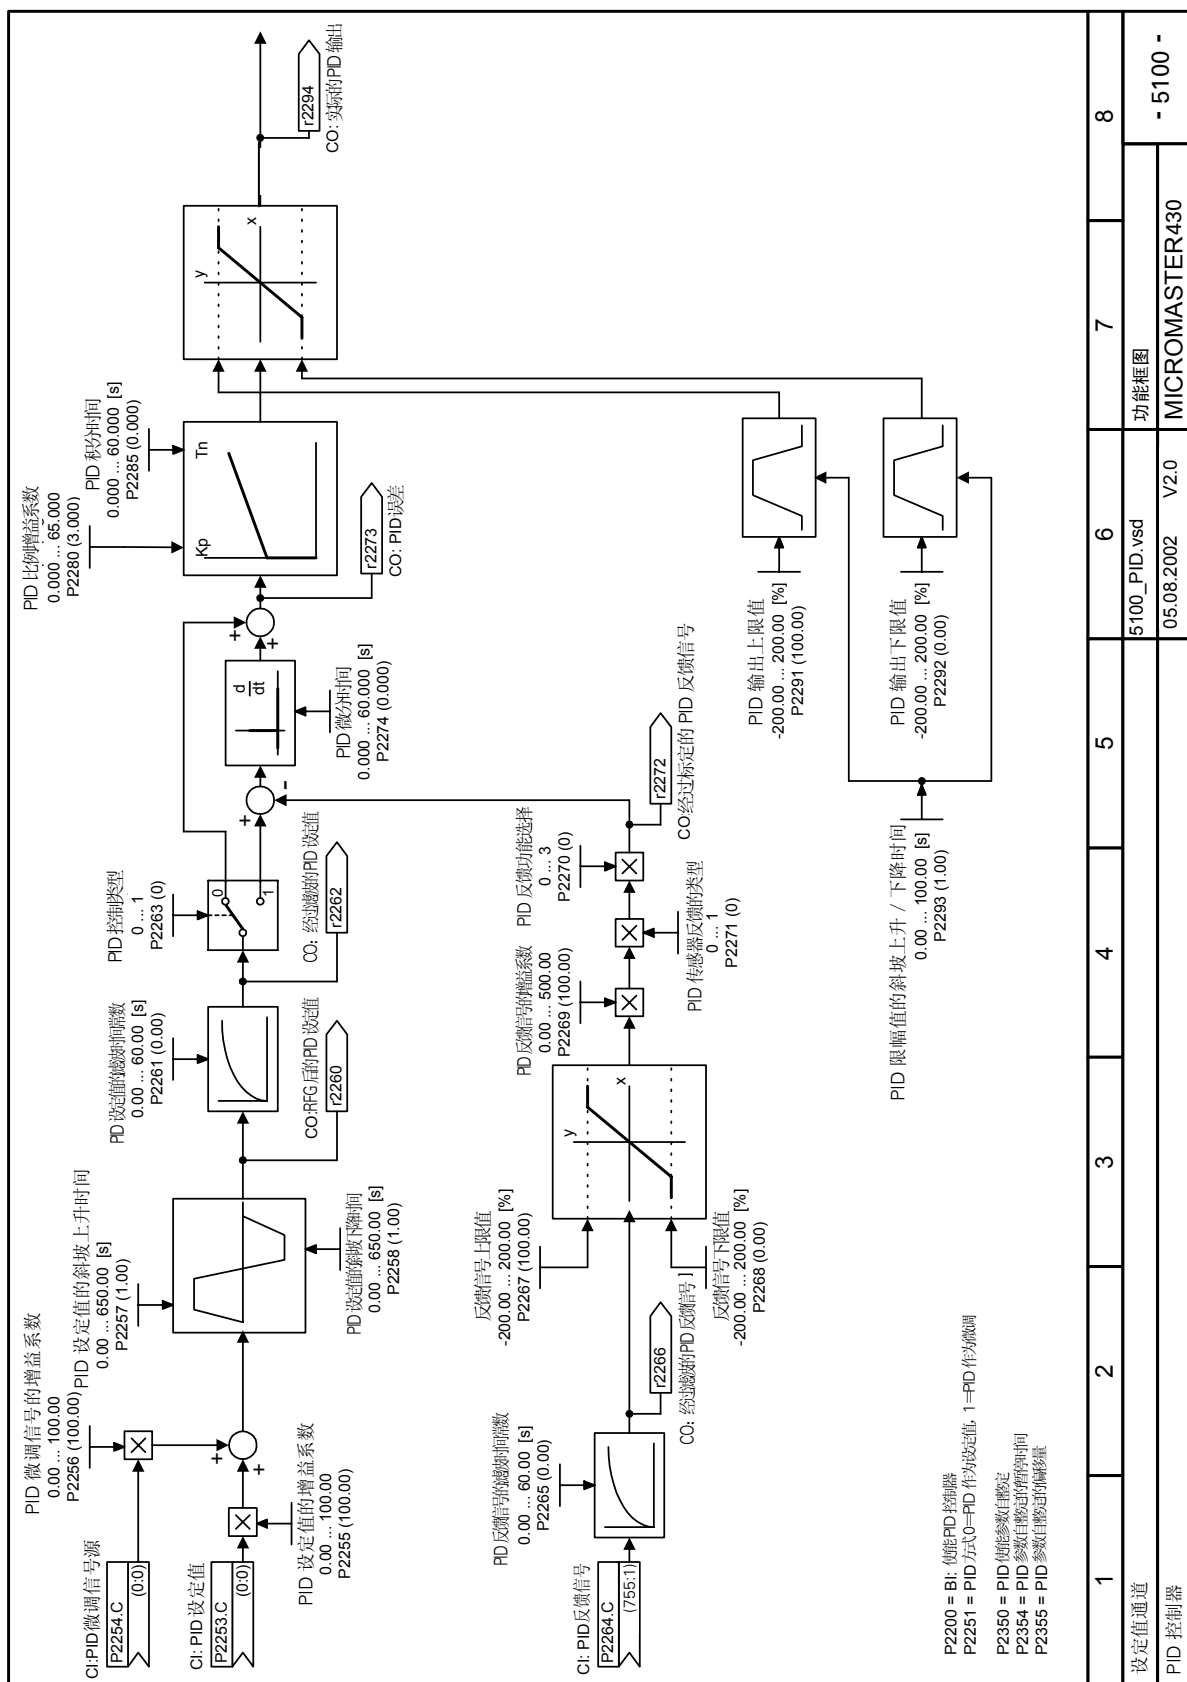 CI:PID微调信号源
P2254.C
(0:0)
PID 微调信号的增益系数
0.00 ... 100.00
P2256 (100.00)
CI: PID 设定值
P2253.C
(0:0)
PID 设定值的增益系数
0.00 ... 100.00
P2255 (100.00)
+
+
PID 设定值的斜坡上升时间
0.00 ... 650.00 [s]
P2257 (1.00)
PID 设定值的斜坡下降时间
0.00 ... 650.00 [s]
P2258 (1.00)
CO:RFG 后的PID 设定值
r2260
PID 设定值的滤波时间常数
0.00 ... 60.00 [s]
P2261 (0.00)
CO: 经过滤波的PID 设定值
r2262
PID 控制类型
0 ... 1
P2263 (0)
0
1
+
-
d
dt
PID 微分时间
0.000 ... 60.000 [s]
P2274 (0.000)
+
+
r2273
CO: PID误差
PID 比例增益系数
0.000 ... 65.000
P2280 (3.000)
PID 积分时间
0.000 ... 60.000 [s]
P2285 (0.000)
Kp
Tn
y
x
r2294
CO: 实际的PID 输出
CI: PID反馈信号
P2264.C
(755:1)
PID 反馈信号的滤波时间常数
0.00 ... 60.00 [s]
P2265 (0.00)
r2266
CO: 经过滤波的PID 反馈信号 ]
反馈信号上限值
-200.00 ... 200.00 [%]
P2267 (100.00)
反馈信号下限值
-200.00 ... 200.00 [%]
P2268 (0.00)
y
x
PID 反馈信号的增益系数
0.00 ... 500.00
P2269 (100.00)
PID 传感器反馈的类型
0 ... 1
P2271 (0)
PID 反馈功能选择
0 ... 3
P2270 (0)
r2272
CO:经过标定的 PID 反馈信号
PID 输出上限值
-200.00 ... 200.00 [%]
P2291 (100.00)
PID 输出下限值
-200.00 ... 200.00 [%]
P2292 (0.00)
PID 限幅值的斜坡上升 / 下降时间
0.00 ... 100.00 [s]
P2293 (1.00)
P2200 = BI: 使能PID 控制器
P2251 = PID 方式0=PID 作为设定值, 1=PID 作为微调
P2350 = PID 使能参数自整定
P2354 = PID 参数自整定的暂停时间
P2355 = PID 参数自整定的偏移量
1 2 3 4 5 6 7 8
设定值通道 5100_PID.vsd 功能框图 - 5100 -
PID 控制器 05.08.2002 V2.0 MICROMASTER430